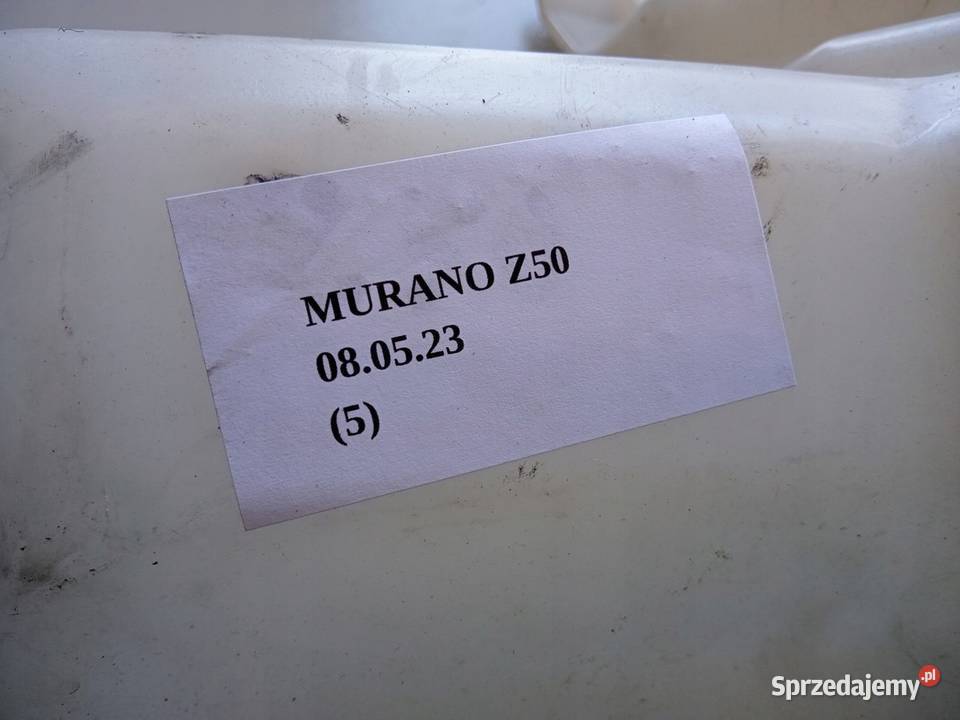 MURANO Z50
08.05.23
(5)
Sprzedajemy.pl